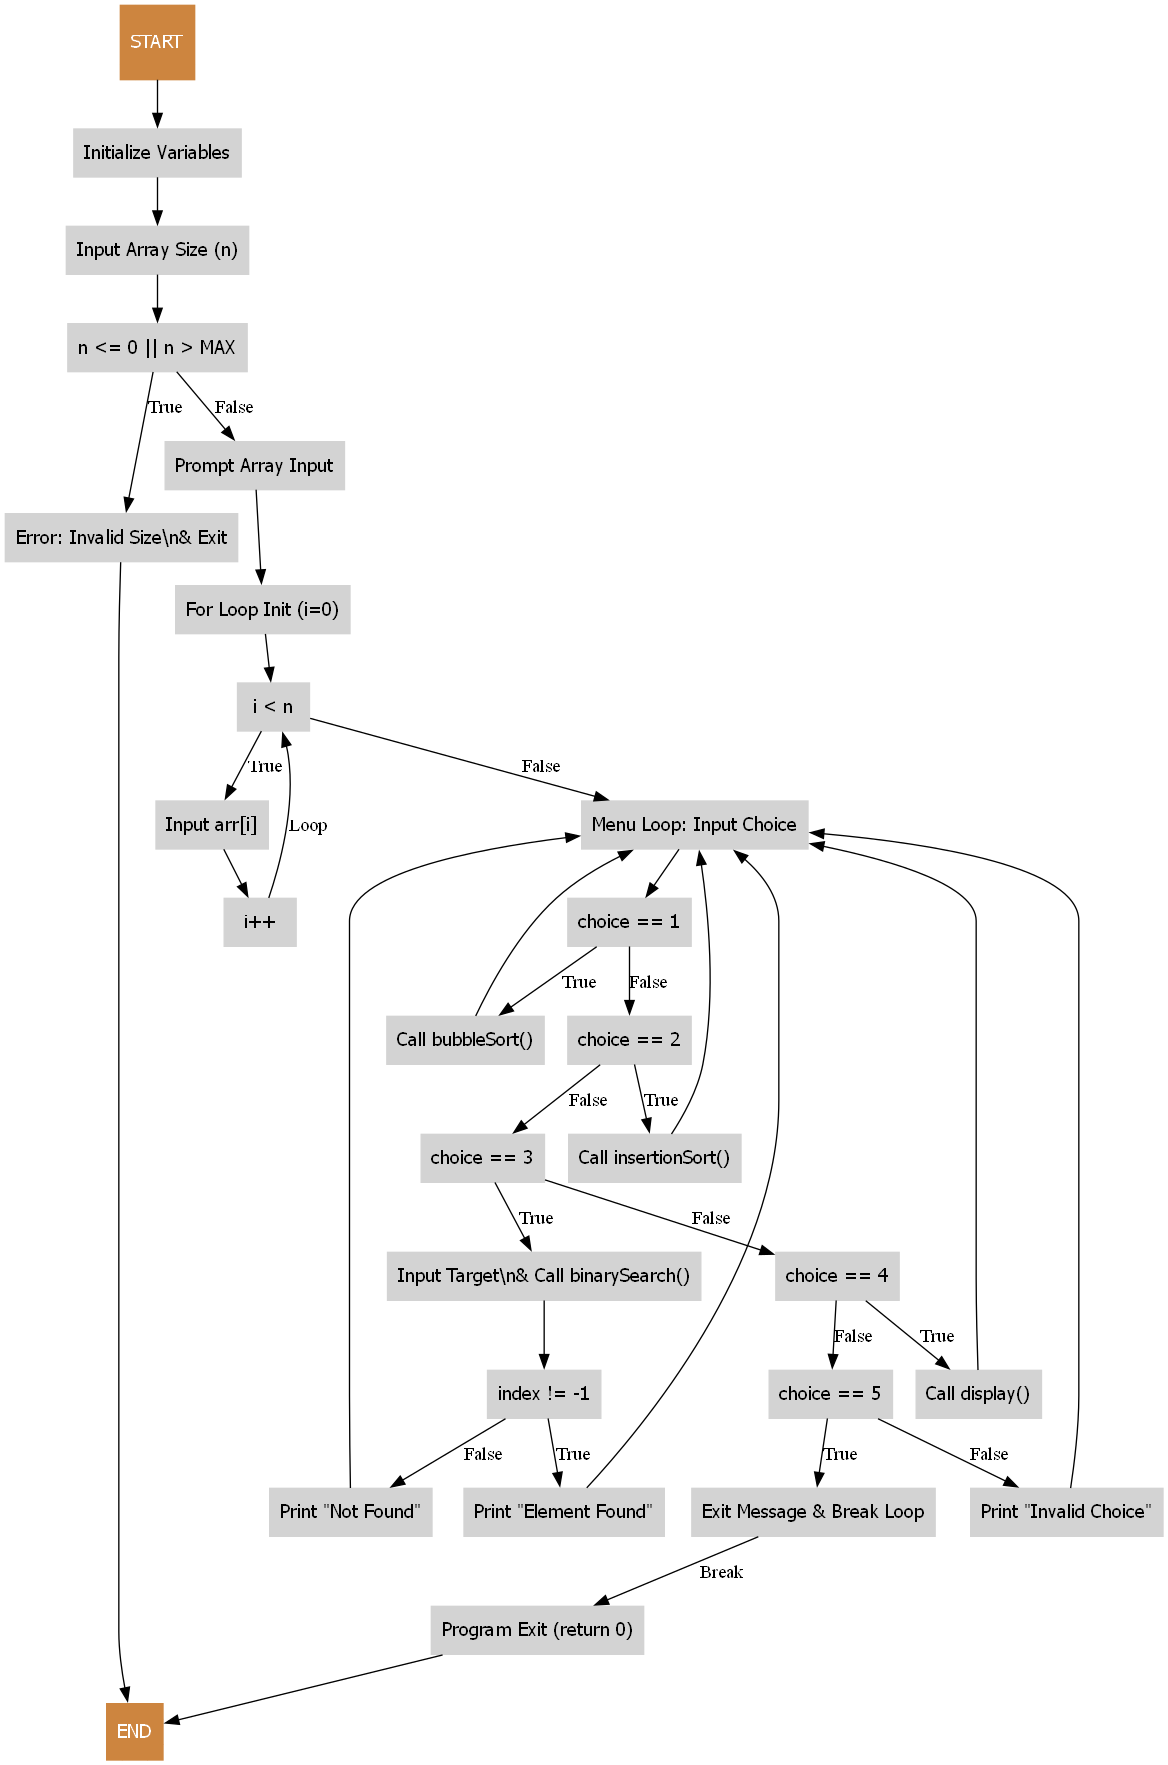 START
Initialize Variables
Input Array Size (n)
n <= 0 || n > MAX
True
False
Prompt Array Input
Error: Invalid Size\n& Exit
For Loop Init (i=0)
i < n
True
False
Input arr[i]
Loop
Menu Loop: Input Choice
i++
choice == 1
True
False
Call bubbleSort()
choice == 2
False
True
choice == 3
Call insertionSort()
True
False
Input Target\n& Call binarySearch()
choice == 4
False
True
index != -1
choice == 5
Call display()
False
True
True
False
Print "Not Found"
Print "Element Found"
Exit Message & Break Loop
Print "Invalid Choice"
Break
Program Exit (return 0)
END